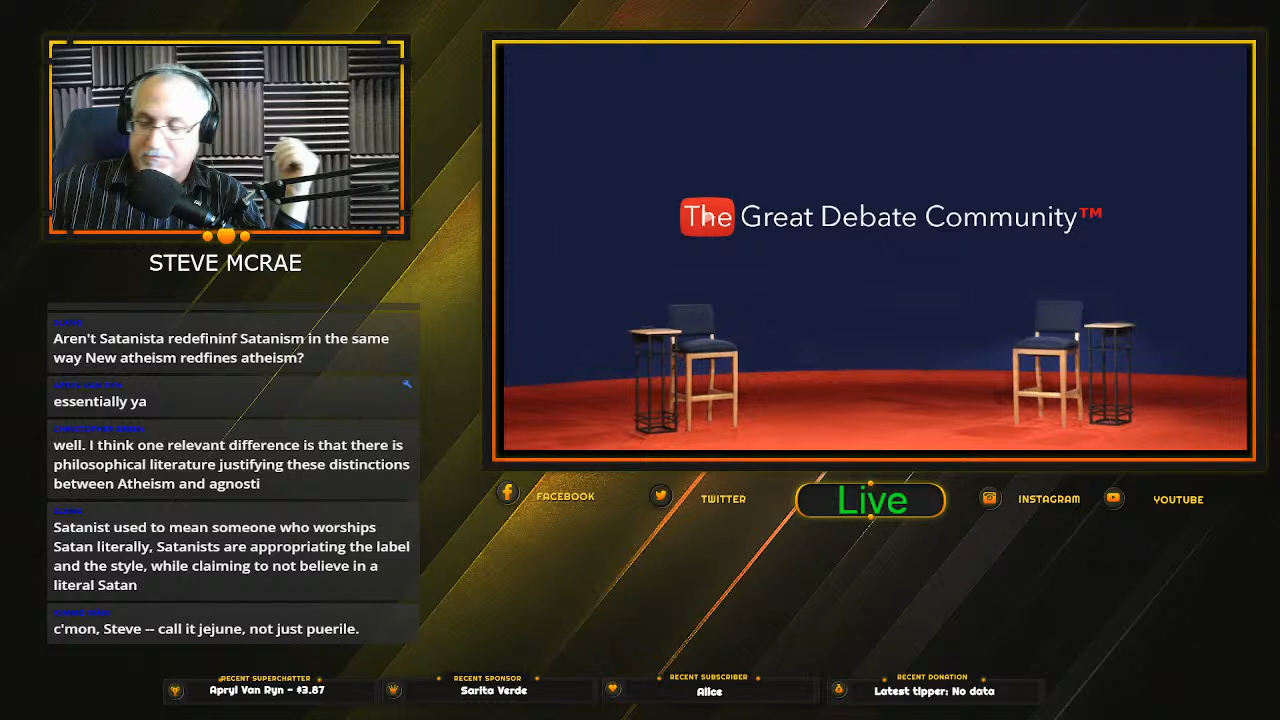 The Great Debate Community™
STEVE MCRAE
Aren't Satanista redefininf Satanism in the same
way New atheism redfines atheism?
essentially ya
well. I think one relevant difference is that there is
philosophical literature justifying these distinctions
between Atheism and agnosti
Satanist used to mean someone who worships
Satan literally, Satanists are appropriating the label
and the style, while claiming to not believe in a
literal Satan
c'mon, Steve -- call it jejune, not just puerile.
FACEBOOK
TWITTER
Live
INSTAGRAM
YOUTUBE
RECENT SUPERCHATTER
Apryl Van Ryn - $3.87
RECENT SPONSOR
Sarita Verde
RECENT SUBSCRIBER
Alice
RECENT DONATION
Latest tipper: No data